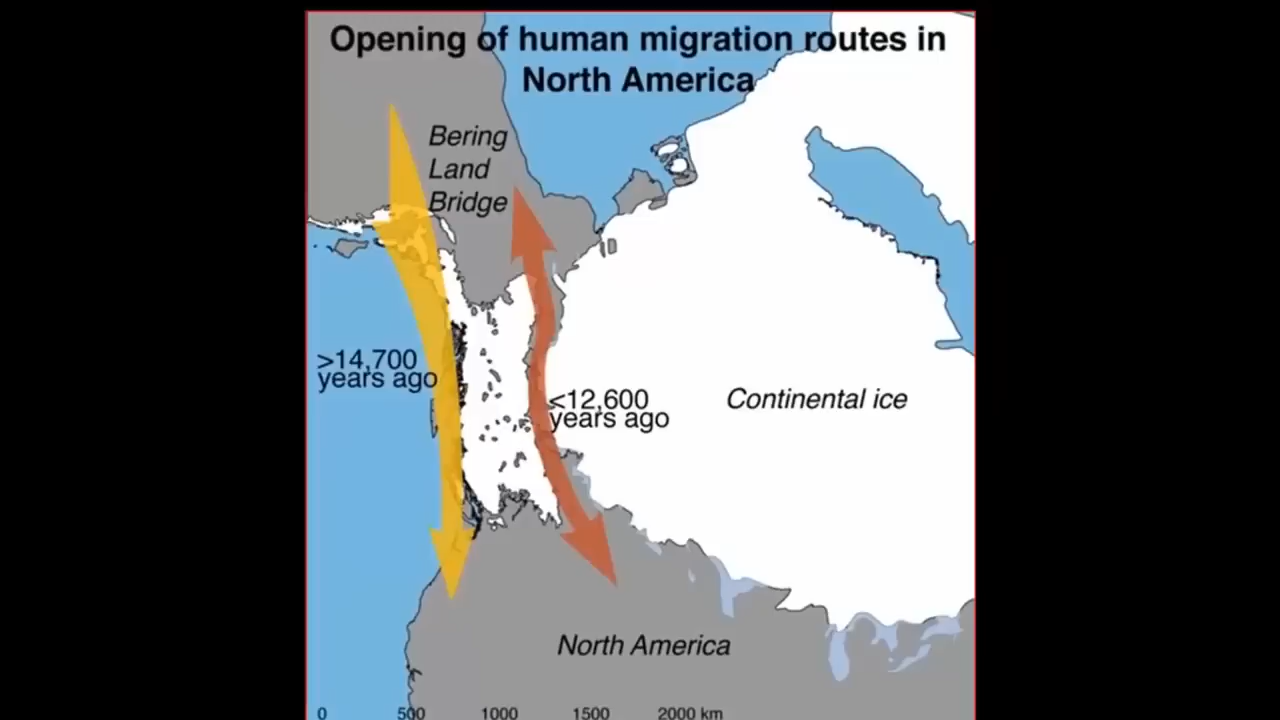 Opening of human migration routes in
North America
Bering
Land
Bridge
>14,700
years ago
<12,600
years ago
Continental ice
North America
0 500 1000 1500 2000 km